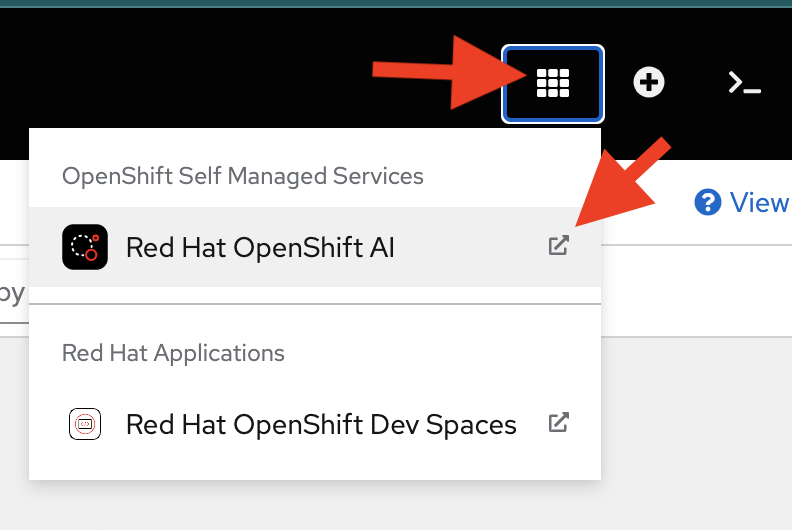 OpenShift Self Managed Services
View
Red Hat OpenShift AI
by
Red Hat Applications
Red Hat OpenShift Dev Spaces